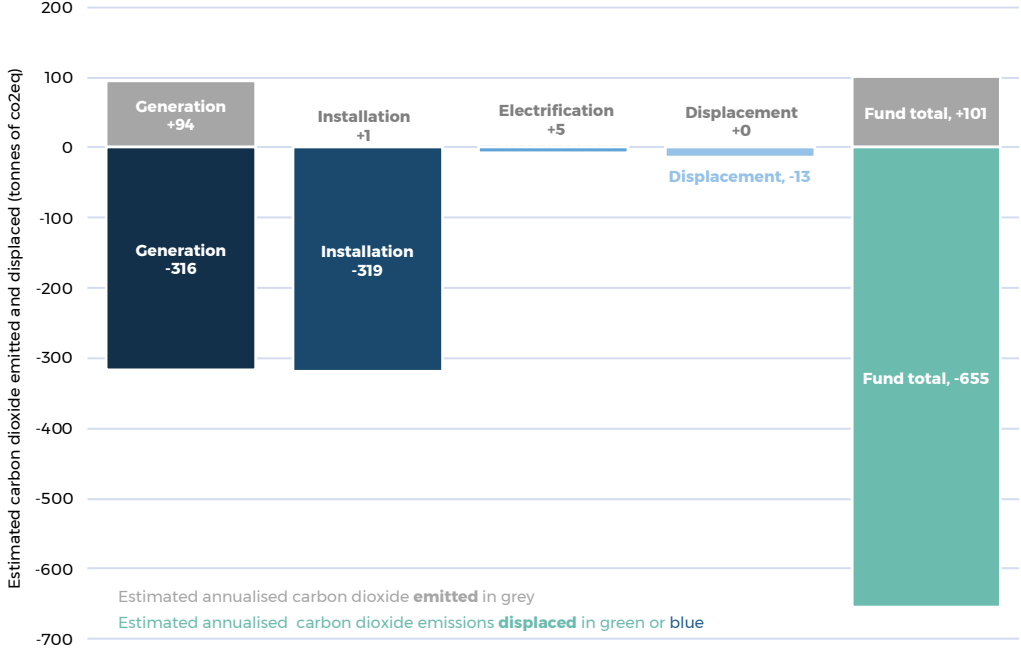 Estimated carbon dioxide emitted and displaced (tonnes of co2eq)
200
100
0
-100
-200
-300
-400
-500
-600
-700
Generation
+94
Installation
+1
Electrification
+5
Displacement
+0
Fund total, +101
Generation
-316
Installation
-319
Displacement, -13
Fund total, -655
Estimated annualised carbon dioxide emitted in grey
Estimated annualised carbon dioxide emissions displaced in green or blue